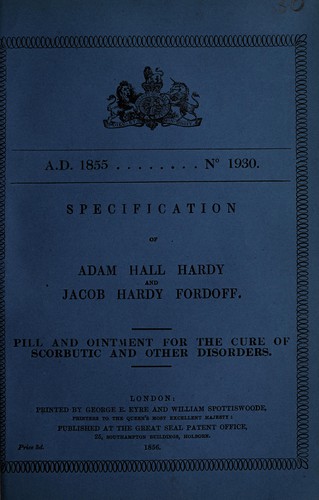 A.D. 1855 . . . . . . . . N° 1930.
SPECIFICATION
OF
ADAM HALL HARDY
AND
JACOB HARDY FORDOFF.
PILL AND OINTMENT FOR THE CURE OF
SCORBUTIC AND OTHER DISORDERS.
LONDON:
PRINTED BY GEORGE E. EYRE AND WILLIAM SPOTTISWOODE,
PRINTERS TO THE QUEEN'S MOST EXCELLENT MAJESTY:
PUBLISHED AT THE GREAT SEAL PATENT OFFICE,
25, SOUTHAMPTON BUILDINGS, HOLBORN.
Price 3d.
1856.